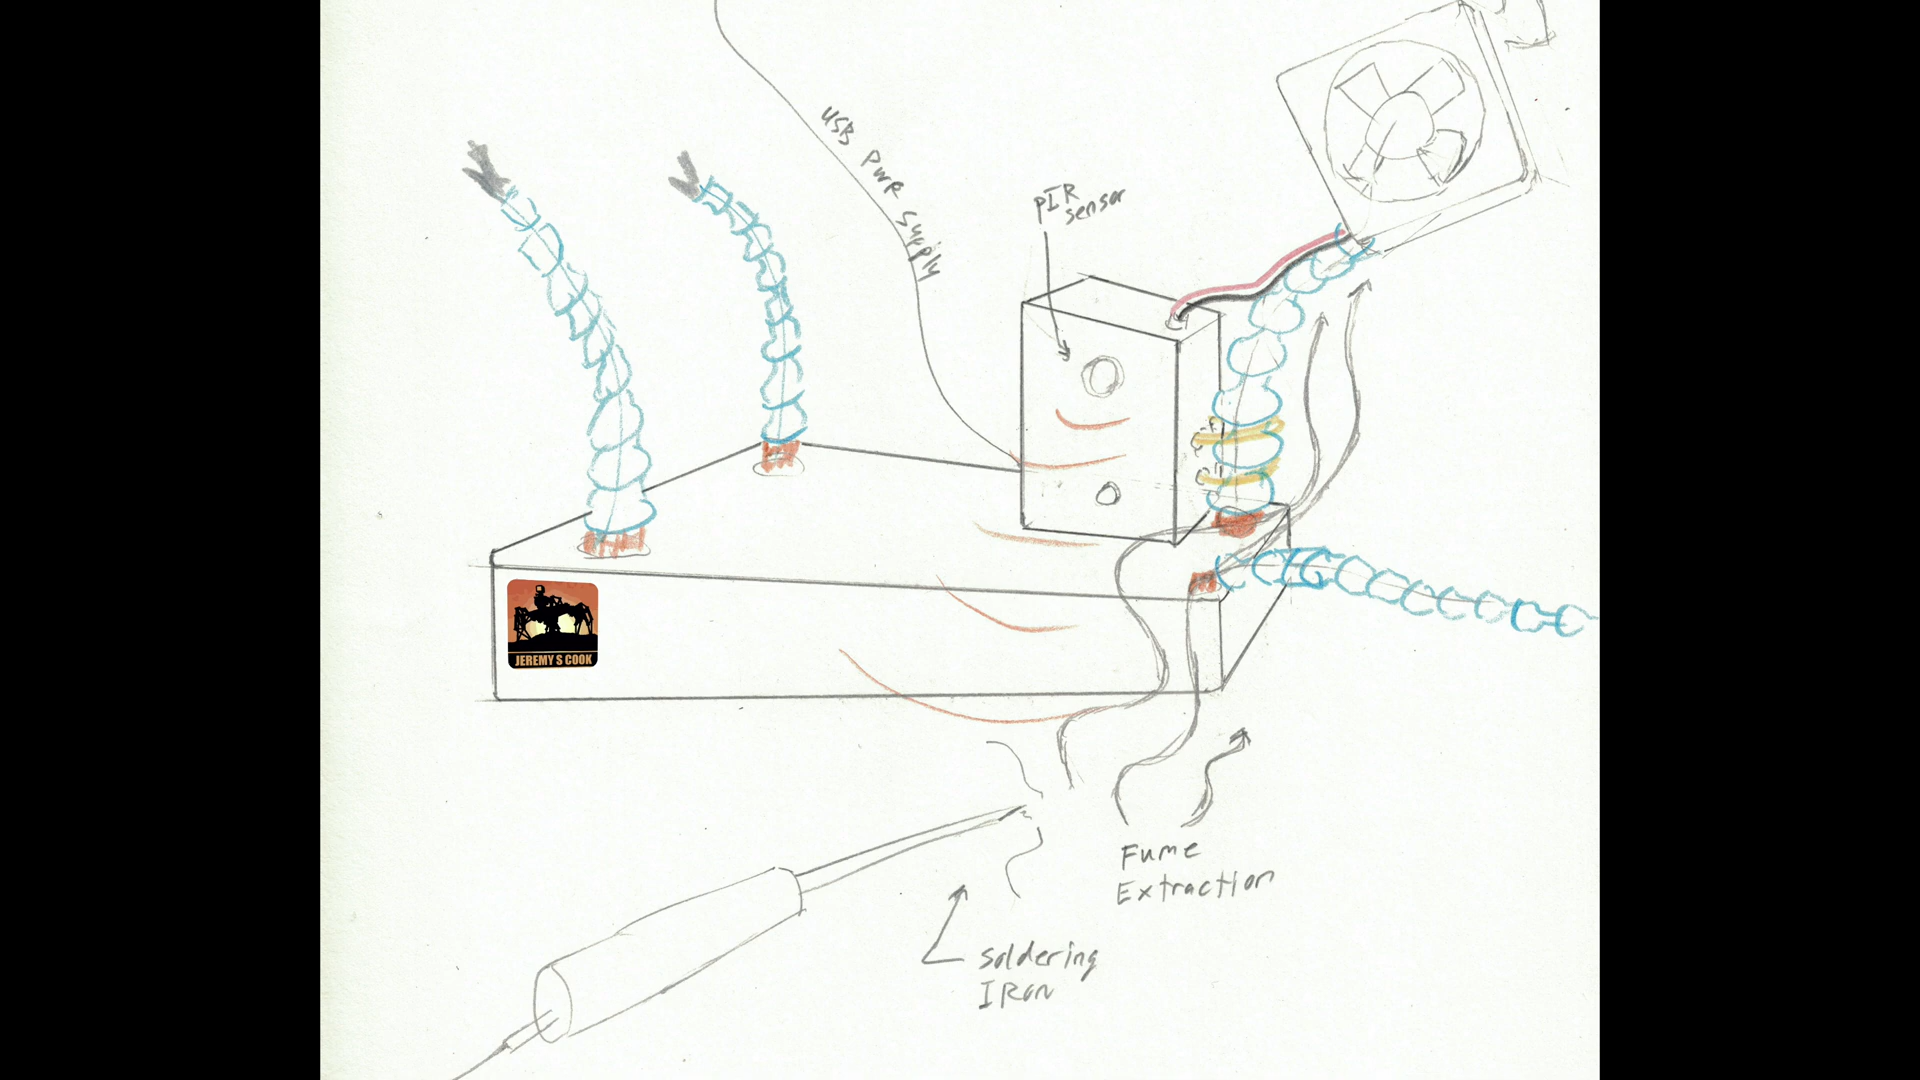 USB pwr supply
pIR
sensor
JEREMY S COOK
Fume
Extraction
soldering
IRon